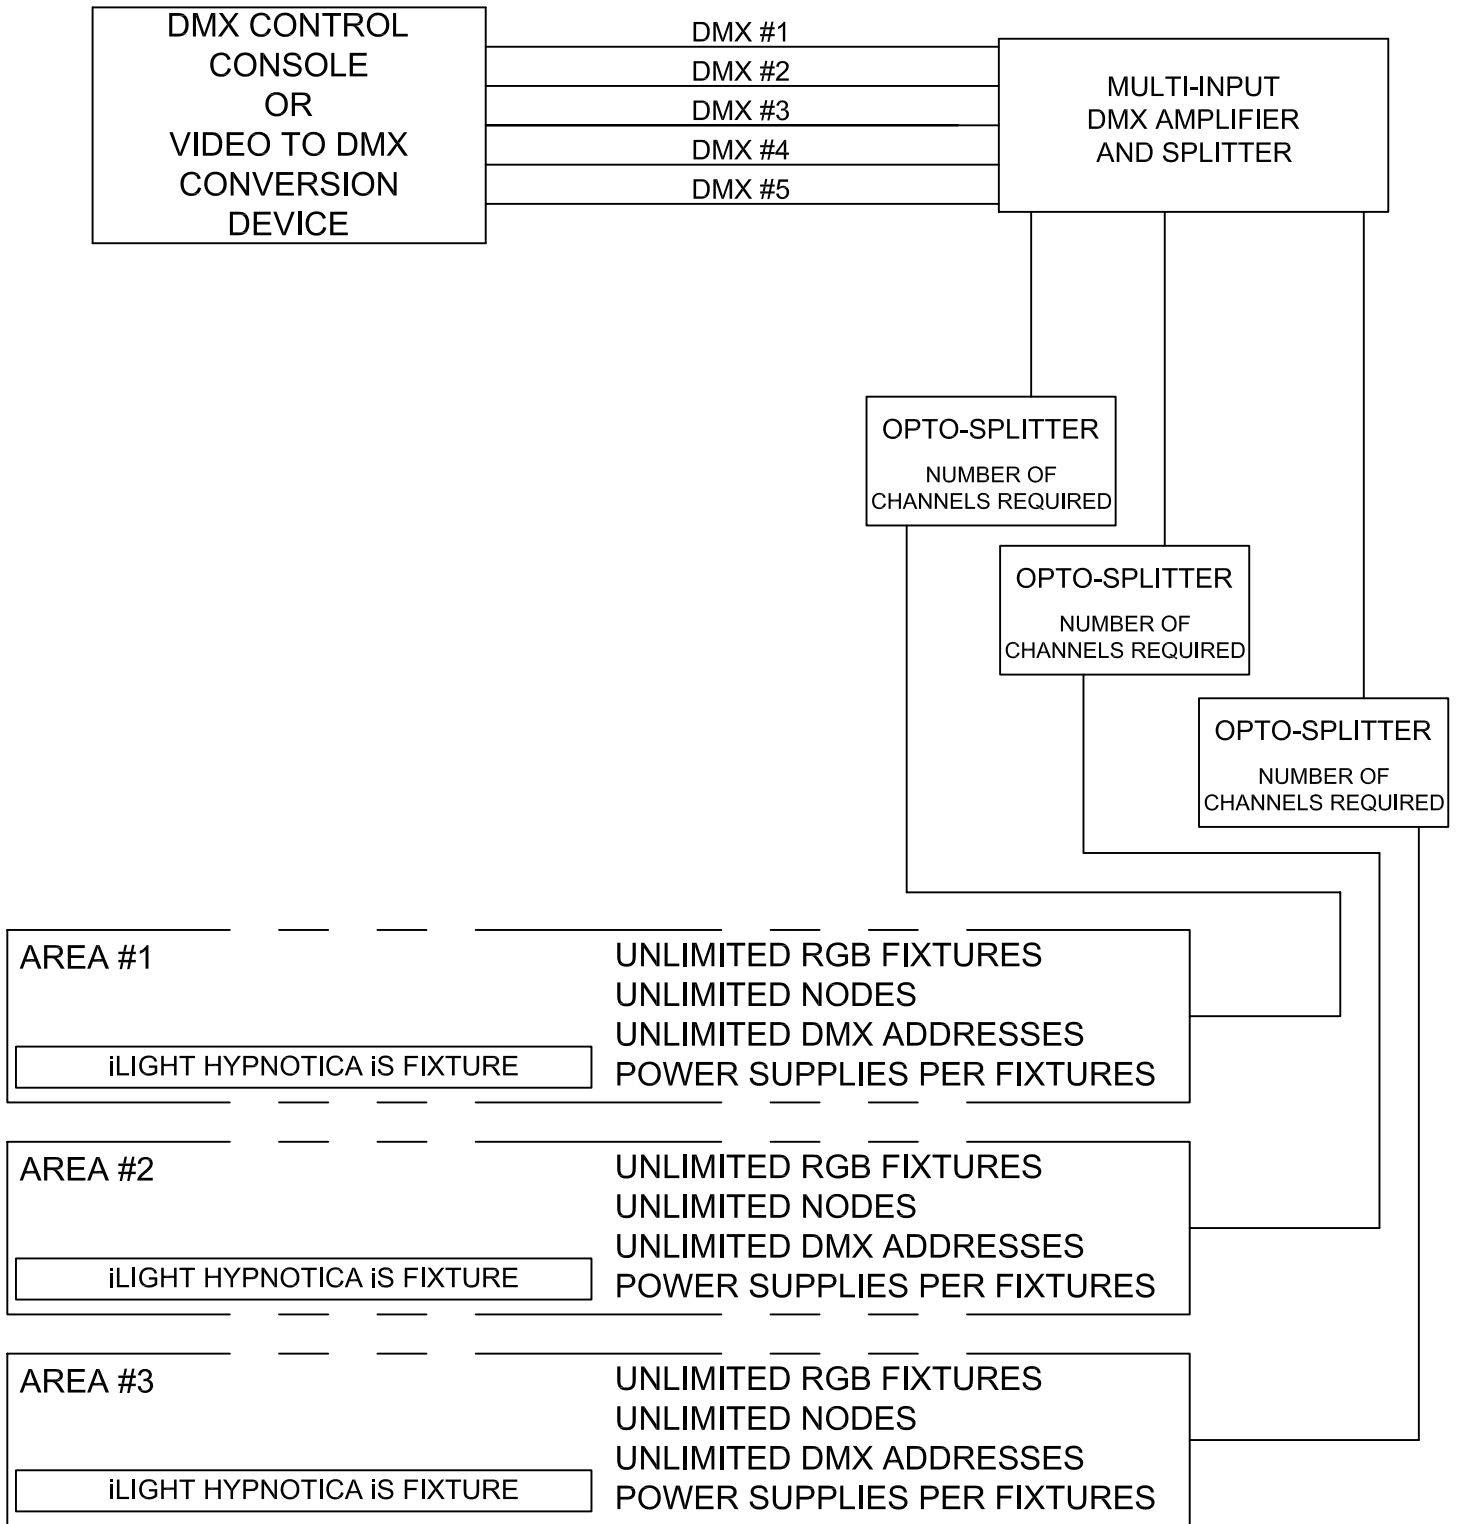 DMX CONTROL
CONSOLE
OR
VIDEO TO DMX
CONVERSION
DEVICE
DMX #1
DMX #2
DMX #3
DMX #4
DMX #5
MULTI-INPUT
DMX AMPLIFIER
AND SPLITTER
OPTO-SPLITTER
NUMBER OF
CHANNELS REQUIRED
OPTO-SPLITTER
NUMBER OF
CHANNELS REQUIRED
OPTO-SPLITTER
NUMBER OF
CHANNELS REQUIRED
AREA #1
iLIGHT HYPNOTICA iS FIXTURE
UNLIMITED RGB FIXTURES
UNLIMITED NODES
UNLIMITED DMX ADDRESSES
POWER SUPPLIES PER FIXTURES
AREA #2
iLIGHT HYPNOTICA iS FIXTURE
UNLIMITED RGB FIXTURES
UNLIMITED NODES
UNLIMITED DMX ADDRESSES
POWER SUPPLIES PER FIXTURES
AREA #3
iLIGHT HYPNOTICA iS FIXTURE
UNLIMITED RGB FIXTURES
UNLIMITED NODES
UNLIMITED DMX ADDRESSES
POWER SUPPLIES PER FIXTURES